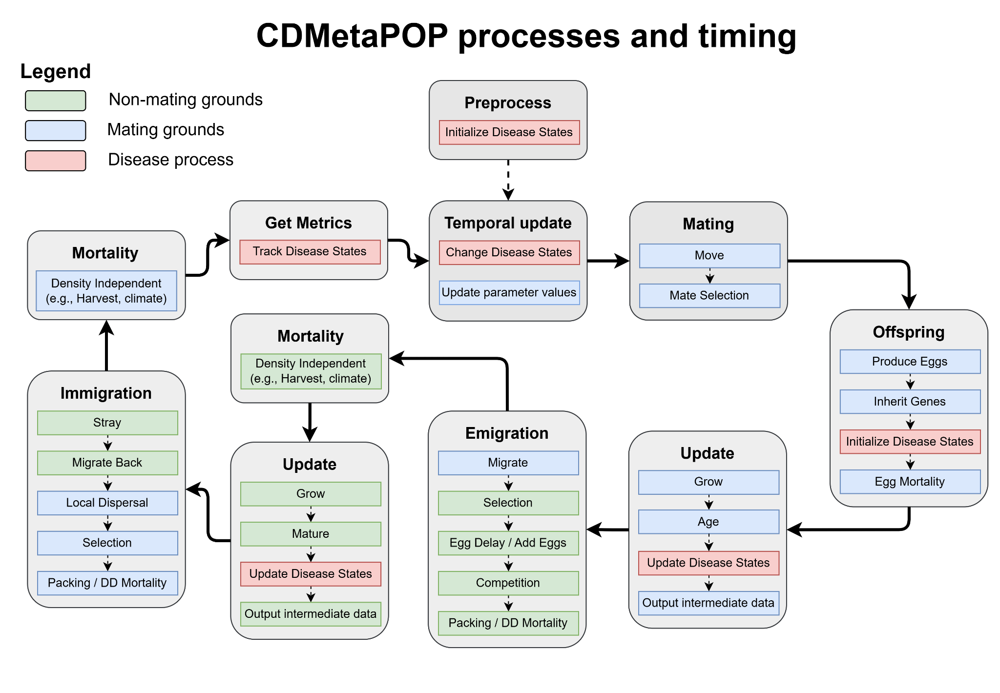 CDMetaPOP processes and timing
Legend
Non-mating grounds
Mating grounds
Disease process
Preprocess
Initialize Disease States
Temporal update
Change Disease States
Update parameter values
Mating
Move
Mate Selection
Offspring
Produce Eggs
Inherit Genes
Initialize Disease States
Egg Mortality
Update
Grow
Age
Update Disease States
Output intermediate data
Emigration
Migrate
Selection
Egg Delay / Add Eggs
Competition
Packing / DD Mortality
Mortality
Density Independent
(e.g., Harvest, climate)
Update
Grow
Mature
Update Disease States
Output intermediate data
Immigration
Stray
Migrate Back
Local Dispersal
Selection
Packing / DD Mortality
Mortality
Density Independent
(e.g., Harvest, climate)
Get Metrics
Track Disease States